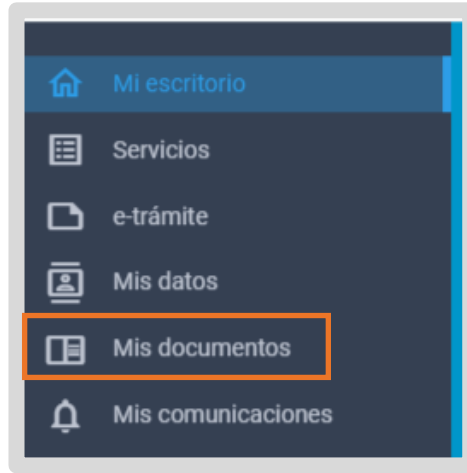 Mi escritorio
Servicios
e-trámite
Mis datos
Mis documentos
Mis comunicaciones